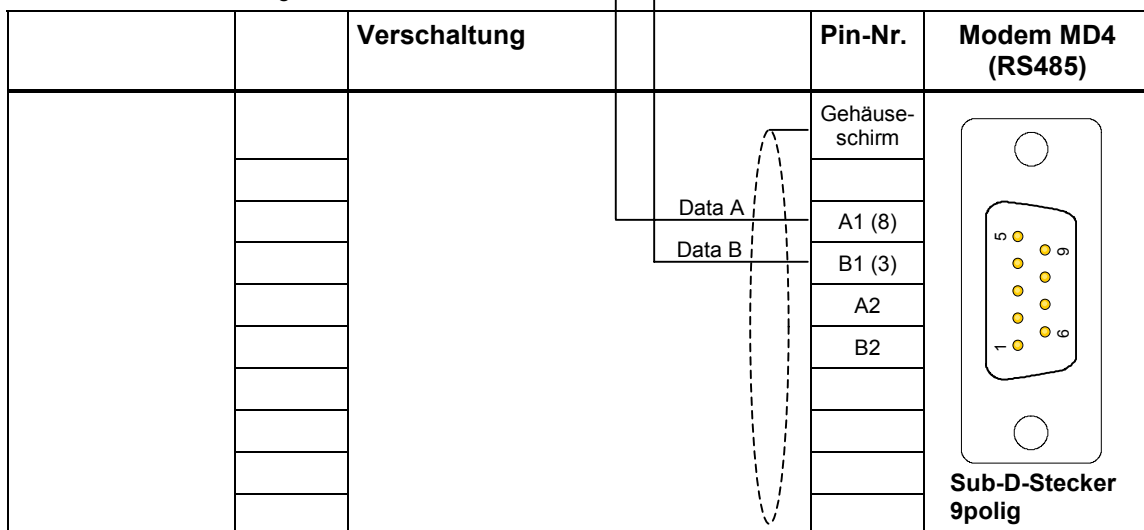 Verschaltung
Pin-Nr.
Modem MD4
(RS485)
Gehäuse-
schirm
Data A
A1 (8)
Data B
B1 (3)
A2
B2
5
9
1
6
Sub-D-Stecker
9polig